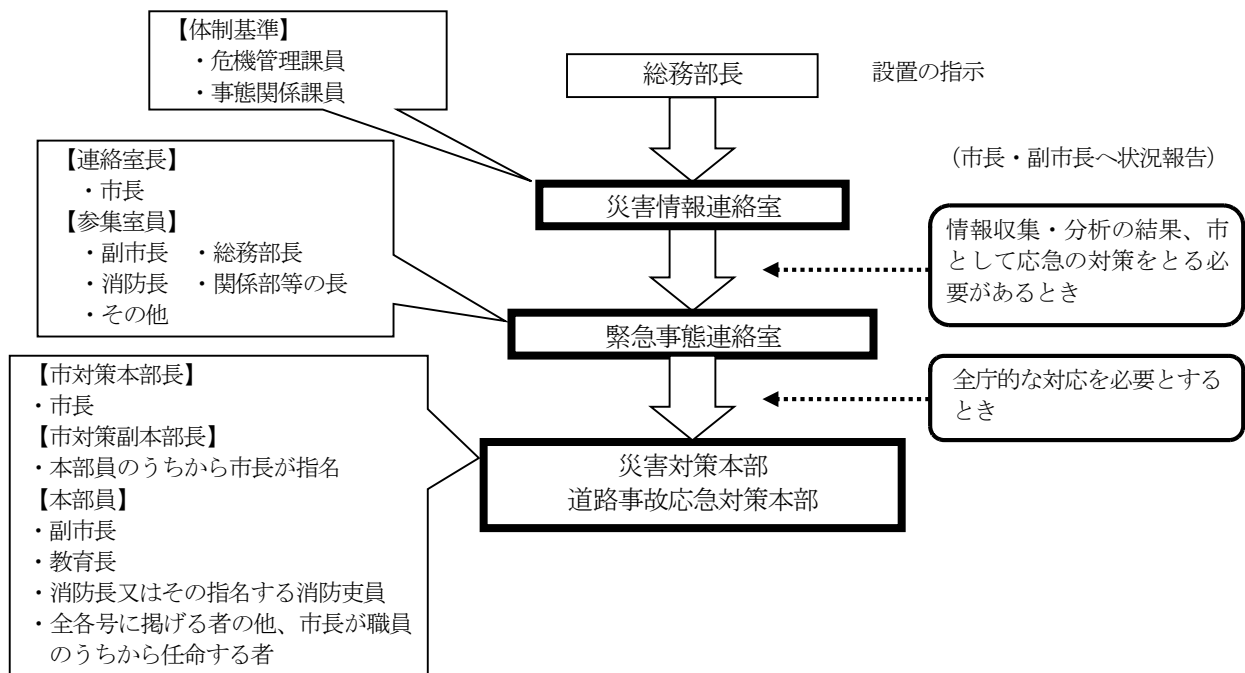 【体制基準】
・危機管理課員
・事態関係課員
総務部長
設置の指示
【連絡室長】
・市長
【参集室員】
・副市長 ・総務部長
・消防長 ・関係部等の長
・その他
(市長・副市長へ状況報告)
災害情報連絡室
情報収集・分析の結果、市
として応急の対策をとる必
要があるとき
緊急事態連絡室
【市対策本部長】
・市長
【市対策副本部長】
・本部員のうちから市長が指名
【本部員】
・副市長
・教育長
・消防長又はその指名する消防吏員
・全各号に掲げる者の他、市長が職員
のうちから任命する者
全庁的な対応を必要とする
とき
災害対策本部
道路事故応急対策本部